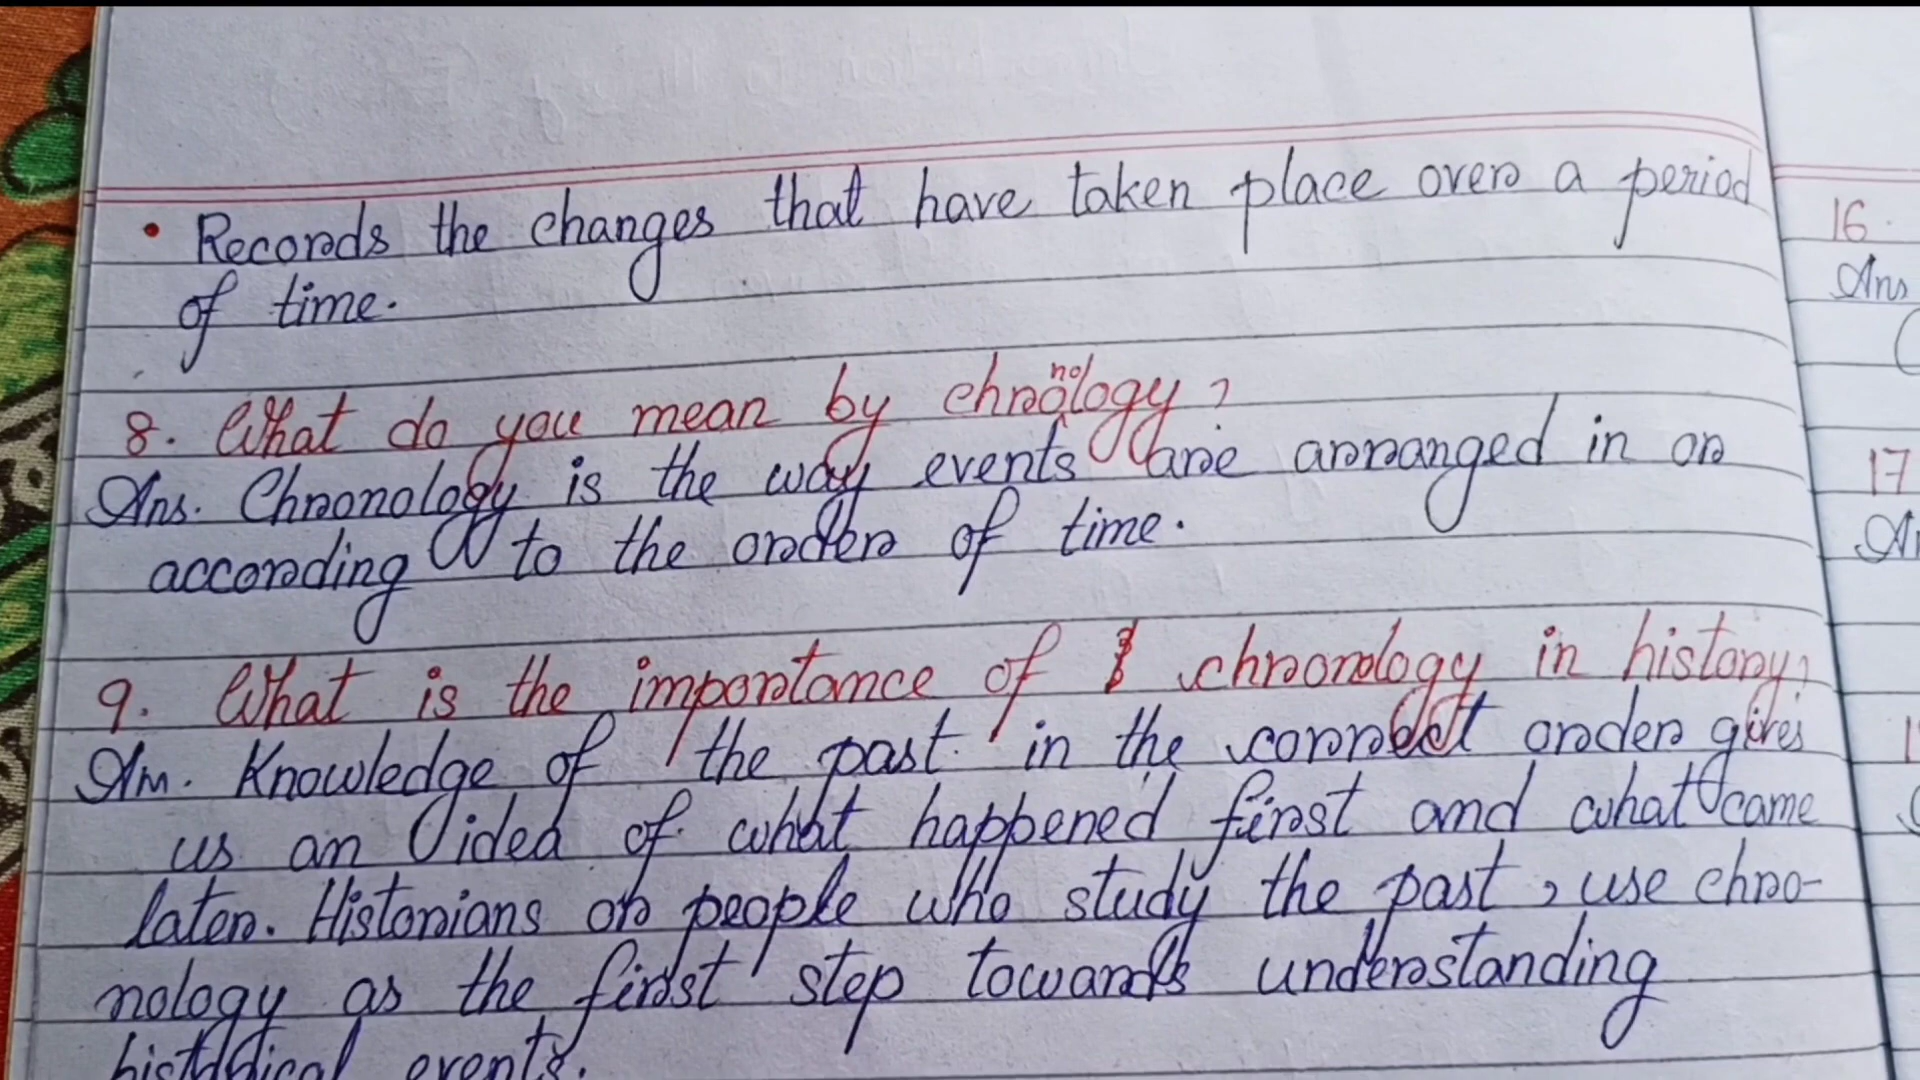 • Records the changes that have taken place over a period
of time.
8. What do you mean by chronology?
Ans. Chronology is the way events are arranged in or
according to the order of time.
9. What is the importance of chronology in history?
Ans. Knowledge of the past in the correct order gives
us an idea of what happened first and what came
later. Historians or people who study the past, use chro-
nology as the first step towards understanding
historical events.
16.
Ans
17